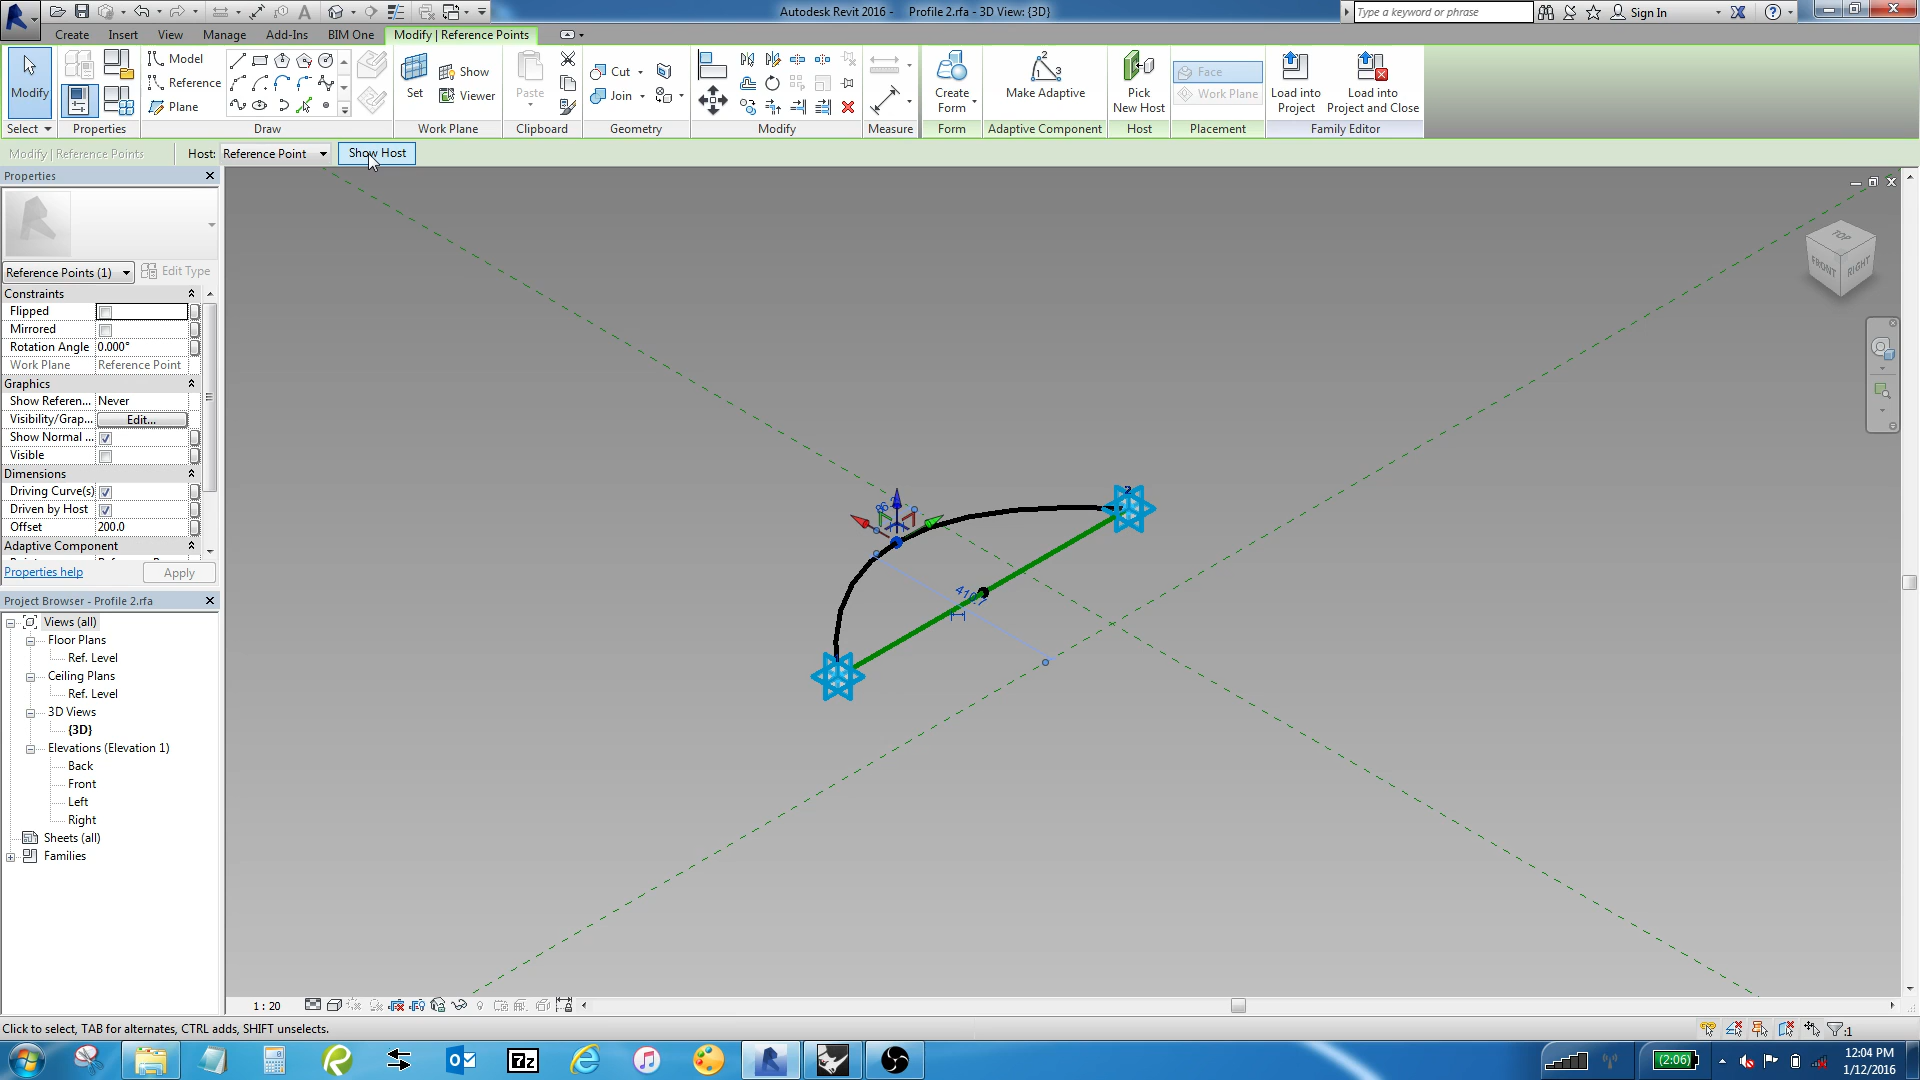 Autodesk Revit 2016 - Profile 2.rfa - 3D View: {3D}
Type a keyword or phrase
Sign In
Create Insert View Manage Add-Ins BIM One Modify | Reference Points
Modify
Model
Reference
Plane
Set
Show
Viewer
Paste
Cut
Join
Create
Form
Make Adaptive
Pick
New Host
Face
Work Plane
Load into
Project
Load into
Project and Close
Select Properties Draw Work Plane Clipboard Geometry Modify Measure Form Adaptive Component Host Placement Family Editor
Modify | Reference Points Host: Reference Point Show Host
Properties
Reference Points (1) Edit Type
Constraints
Flipped
Mirrored
Rotation Angle 0.000°
Work Plane Reference Point
Graphics
Show Referen... Never
Visibility/Grap... Edit...
Show Normal ...
Visible
Dimensions
Driving Curve(s)
Driven by Host
Offset 200.0
Adaptive Component
Properties help Apply
Project Browser - Profile 2.rfa
Views (all)
Floor Plans
Ref. Level
Ceiling Plans
Ref. Level
3D Views
{3D}
Elevations (Elevation 1)
Back
Front
Left
Right
Sheets (all)
Families
TOP
FRONT RIGHT
2
1 : 20
Click to select, TAB for alternates, CTRL adds, SHIFT unselects.
:1
7z
(2:06)
12:04 PM
1/12/2016